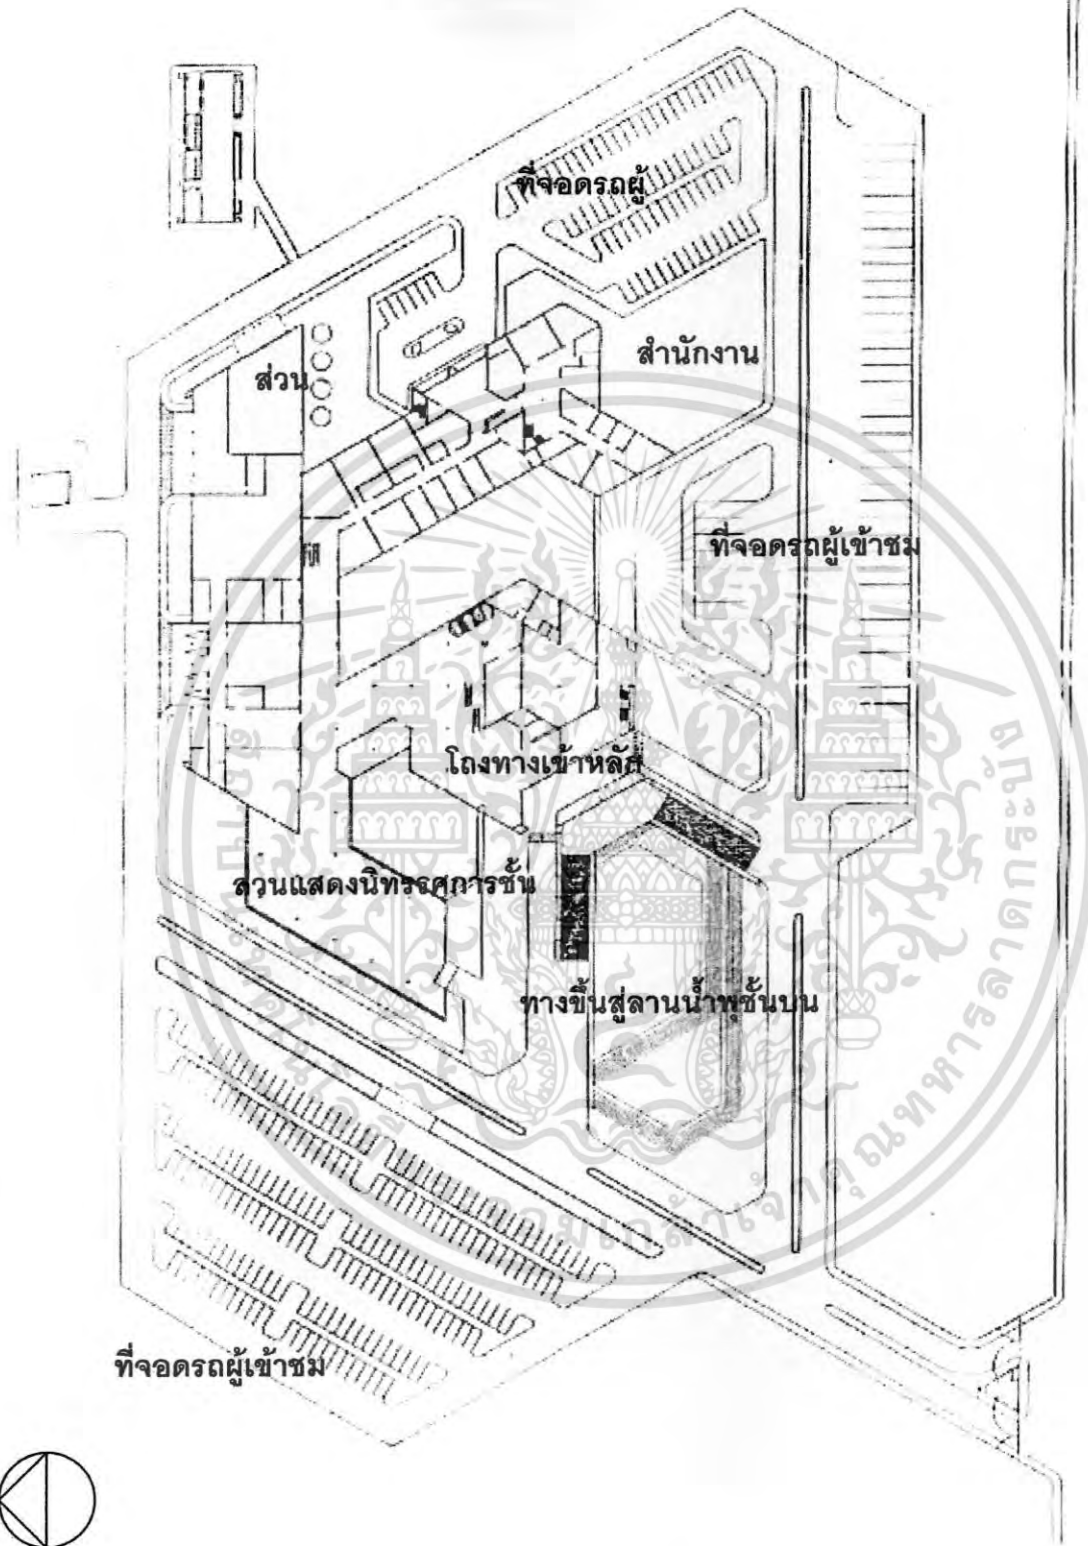 ที่จอดรถผู้
สำนักงาน
ส่วน
ที่จอดรถผู้เข้าชม
โถงทางเข้าหลัก
ส่วนแสดงนิทรรศการชั้น
ทางขึ้นสู่ลานน้ำพุชั้นบน
ที่จอดรถผู้เข้าชม